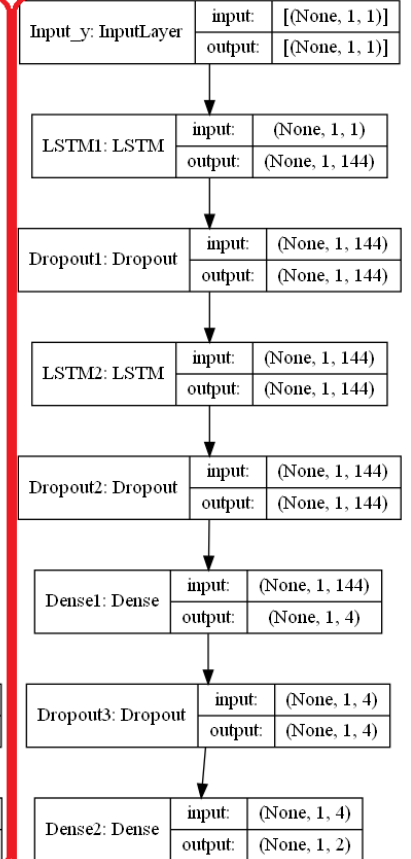 Input_y: InputLayer input: [(None, 1, 1)]
output: [(None, 1, 1)]
LSTM1: LSTM input: (None, 1, 1)
output: (None, 1, 144)
Dropout1: Dropout input: (None, 1, 144)
output: (None, 1, 144)
LSTM2: LSTM input: (None, 1, 144)
output: (None, 1, 144)
Dropout2: Dropout input: (None, 1, 144)
output: (None, 1, 144)
Dense1: Dense input: (None, 1, 144)
output: (None, 1, 4)
Dropout3: Dropout input: (None, 1, 4)
output: (None, 1, 4)
Dense2: Dense input: (None, 1, 4)
output: (None, 1, 2)